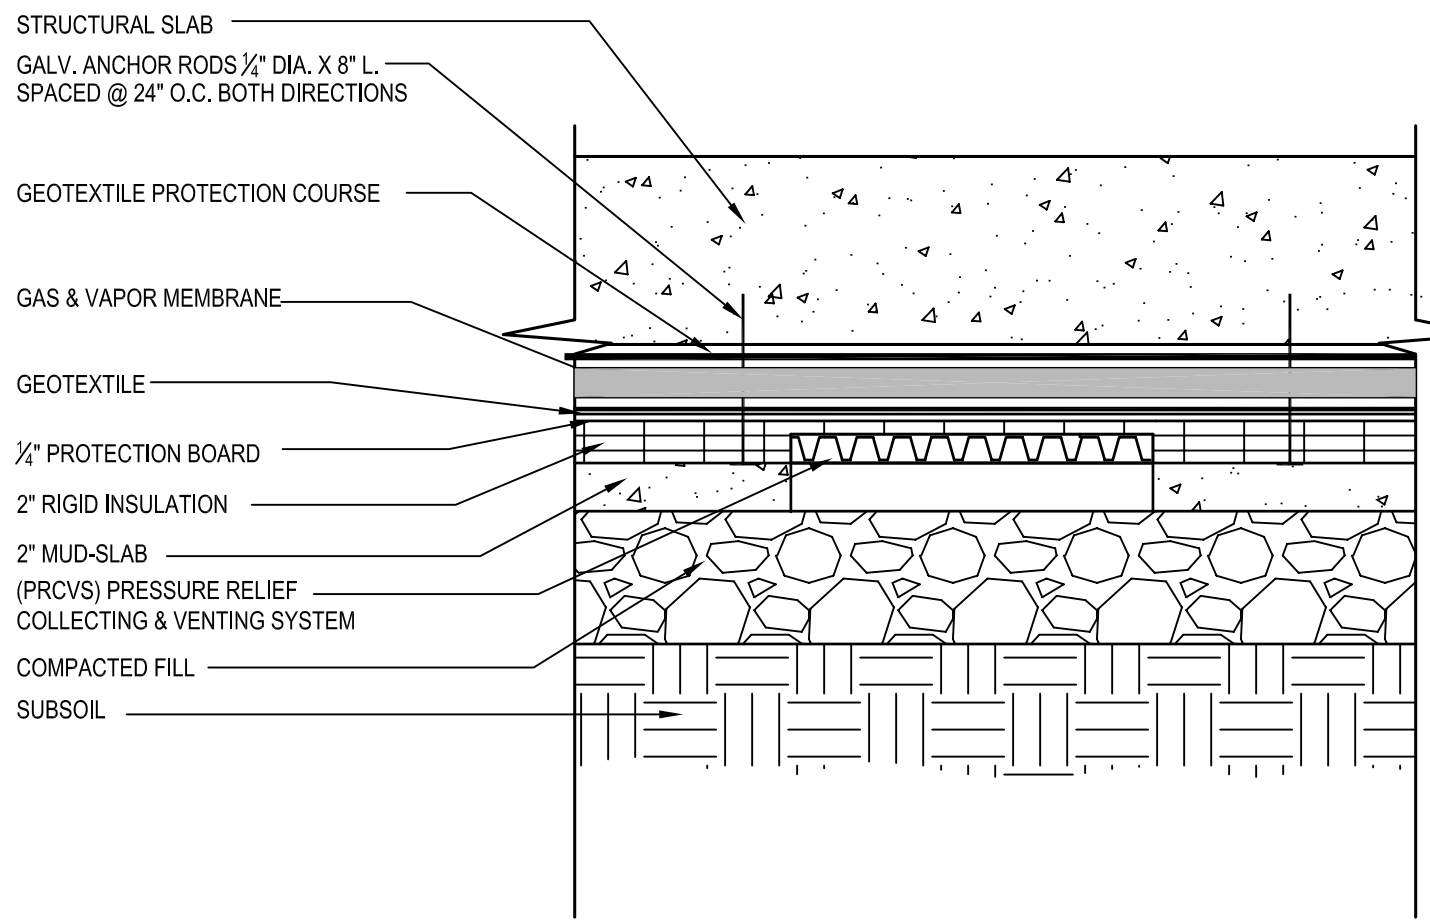 STRUCTURAL SLAB
GALV. ANCHOR RODS ¼" DIA. X 8" L.
SPACED @ 24" O.C. BOTH DIRECTIONS
GEOTEXTILE PROTECTION COURSE
GAS & VAPOR MEMBRANE
GEOTEXTILE
¼" PROTECTION BOARD
2" RIGID INSULATION
2" MUD-SLAB
(PRCVS) PRESSURE RELIEF
COLLECTING & VENTING SYSTEM
COMPACTED FILL
SUBSOIL